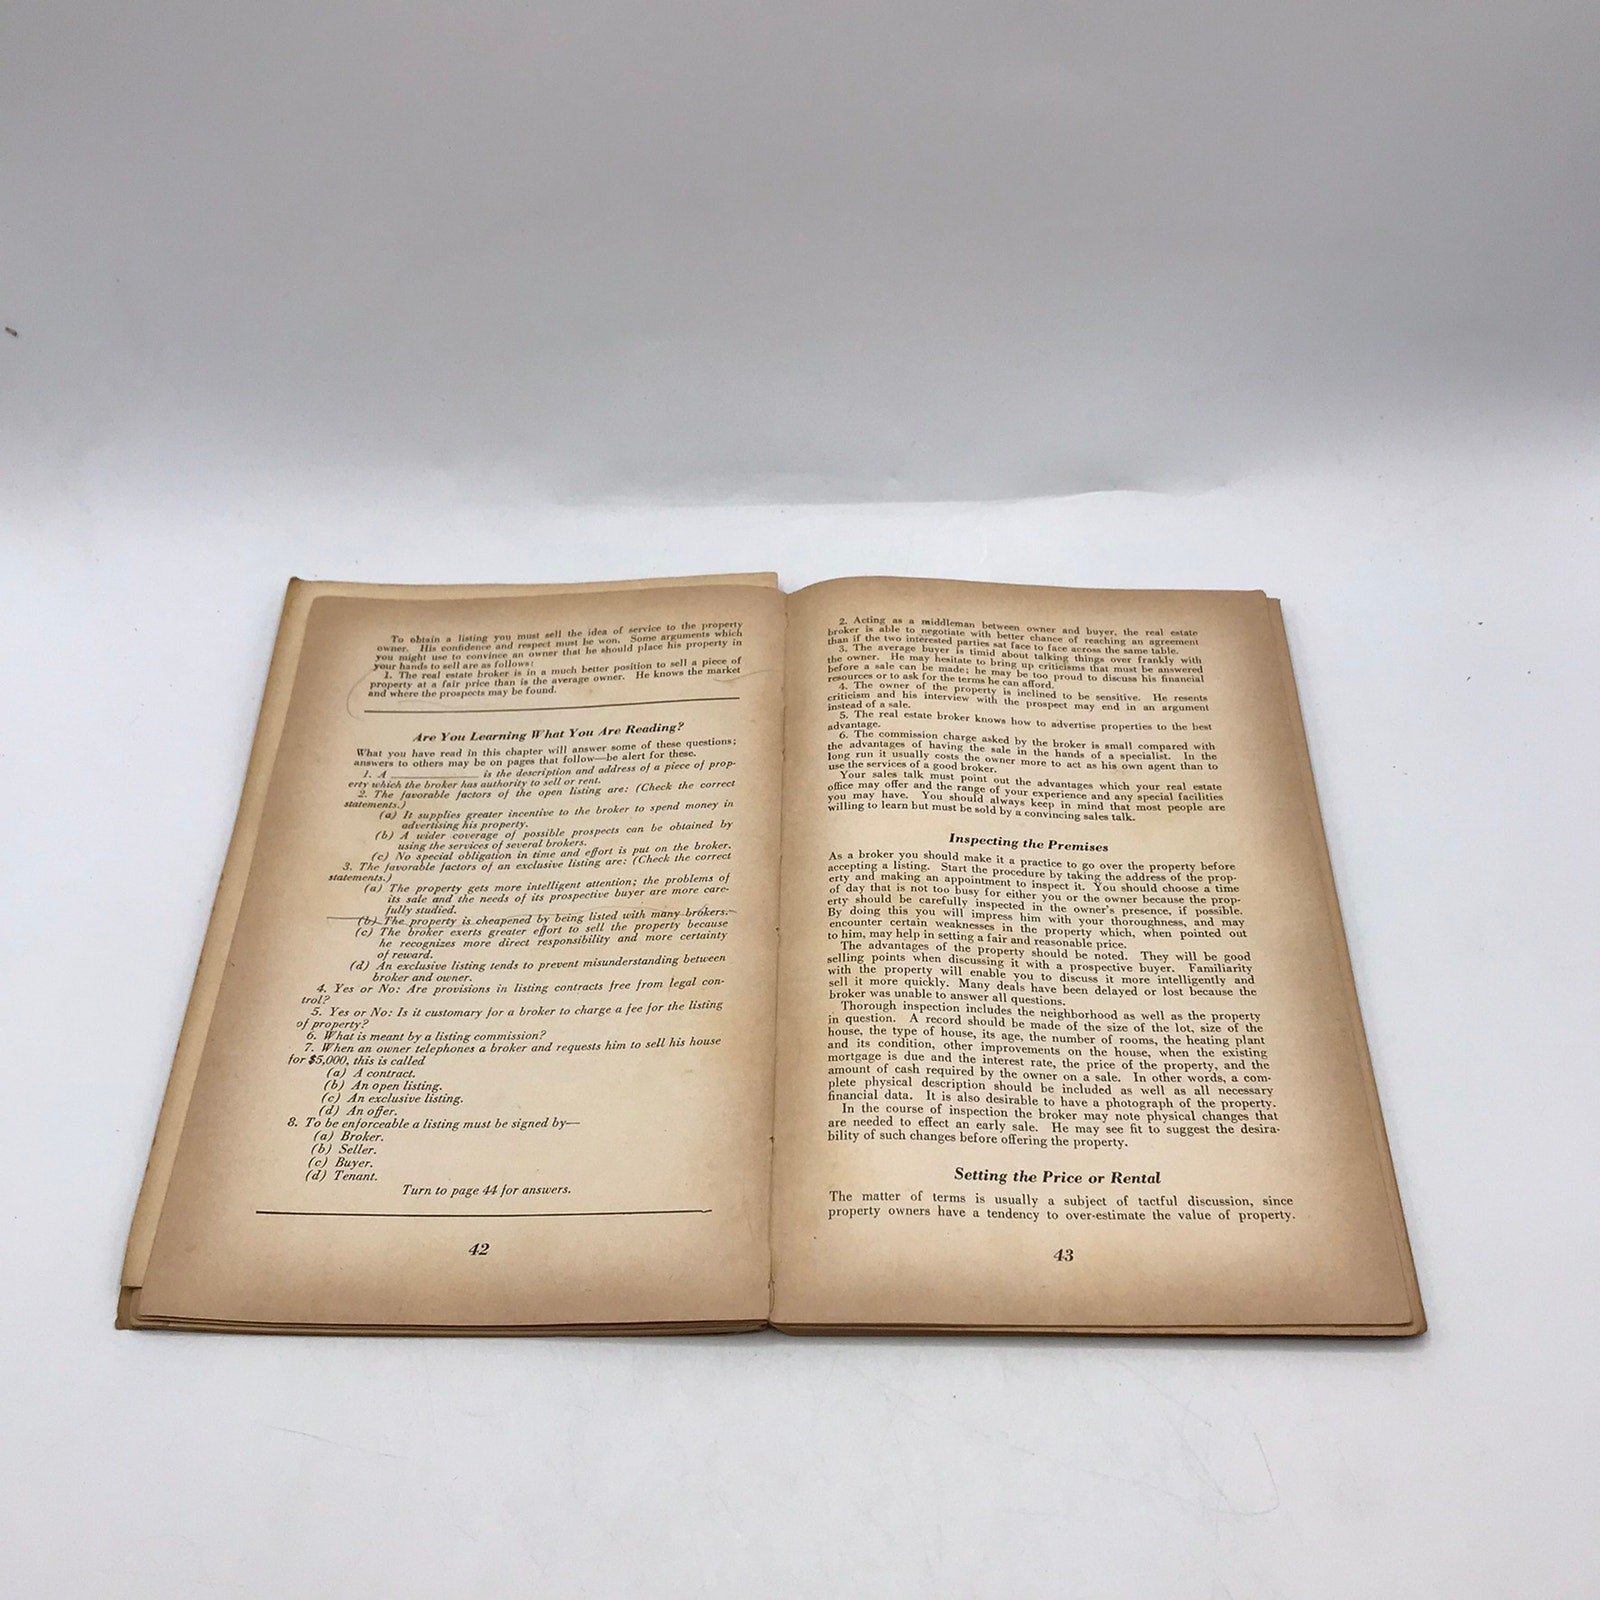 To obtain a listing you must sell the idea of service to the property
owner. His confidence and respect must be won. Some arguments which
you might use to convince an owner that he should place his property in
your hands to sell are as follows:
1. The real estate broker is in a much better position to sell a piece of
property at a fair price than is the average owner. He knows the market
and where the prospects may be found.
Are You Learning What You Are Reading?
What you have read in this chapter will answer some of these questions;
answers to others may be on pages that follow—be alert for these.
1. A ____________ is the description and address of a piece of prop-
erty which the broker has authority to sell or rent.
2. The favorable factors of the open listing are: (Check the correct
statements.)
(a) It supplies greater incentive to the broker to spend money in
advertising his property.
(b) A wider coverage of possible prospects can be obtained by
using the services of several brokers.
(c) No special obligation in time and effort is put on the broker.
3. The favorable factors of an exclusive listing are: (Check the correct
statements.)
(a) The property gets more intelligent attention; the problems of
its sale and the needs of its prospective buyer are more care-
fully studied.
(b) The property is cheapened by being listed with many brokers.
(c) The broker exerts greater effort to sell the property because
he recognizes more direct responsibility and more certainty
of reward.
(d) An exclusive listing tends to prevent misunderstanding between
broker and owner.
4. Yes or No: Are provisions in listing contracts free from legal con-
trol?
5. Yes or No: Is it customary for a broker to charge a fee for the listing
of property?
6. What is meant by a listing commission?
7. When an owner telephones a broker and requests him to sell his house
for $5,000, this is called
(a) A contract.
(b) An open listing.
(c) An exclusive listing.
(d) An offer.
8. To be enforceable a listing must be signed by—
(a) Broker.
(b) Seller.
(c) Buyer.
(d) Tenant.
Turn to page 44 for answers.
42
2. Acting as a middleman between owner and buyer, the real estate
broker is able to negotiate with better chance of reaching an agreement
than if the two interested parties sat face to face across the same table.
3. The average buyer is timid about talking things over frankly with
the owner. He may hesitate to bring up criticisms that must be answered
before a sale can be made; he may be too proud to discuss his financial
resources or to ask for the terms he can afford.
4. The owner of the property is inclined to be sensitive. He resents
criticism and his interview with the prospect may end in an argument
instead of a sale.
5. The real estate broker knows how to advertise properties to the best
advantage.
6. The commission charge asked by the broker is small compared with
the advantages of having the sale in the hands of a specialist. In the
long run it usually costs the owner more to act as his own agent than to
use the services of a good broker.
Your sales talk must point out the advantages which your real estate
office may offer and the range of your experience and any special facilities
you may have. You should always keep in mind that most people are
willing to learn but must be sold by a convincing sales talk.
Inspecting the Premises
As a broker you should make it a practice to go over the property before
accepting a listing. Start the procedure by taking the address of the prop-
erty and making an appointment to inspect it. You should choose a time
of day that is not too busy for either you or the owner because the prop-
erty should be carefully inspected in the owner's presence, if possible.
By doing this you will impress him with your thoroughness, and may
encounter certain weaknesses in the property which, when pointed out
to him, may help in setting a fair and reasonable price.
The advantages of the property should be noted. They will be good
selling points when discussing it with a prospective buyer. Familiarity
with the property will enable you to discuss it more intelligently and
sell it more quickly. Many deals have been delayed or lost because the
broker was unable to answer all questions.
Thorough inspection includes the neighborhood as well as the property
in question. A record should be made of the size of the lot, size of the
house, the type of house, its age, the number of rooms, the heating plant
and its condition, other improvements on the house, when the existing
mortgage is due and the interest rate, the price of the property, and the
amount of cash required by the owner on a sale. In other words, a com-
plete physical description should be included as well as all necessary
financial data. It is also desirable to have a photograph of the property.
In the course of inspection the broker may note physical changes that
are needed to effect an early sale. He may see fit to suggest the desira-
bility of such changes before offering the property.
Setting the Price or Rental
The matter of terms is usually a subject of tactful discussion, since
property owners have a tendency to over-estimate the value of property.
43